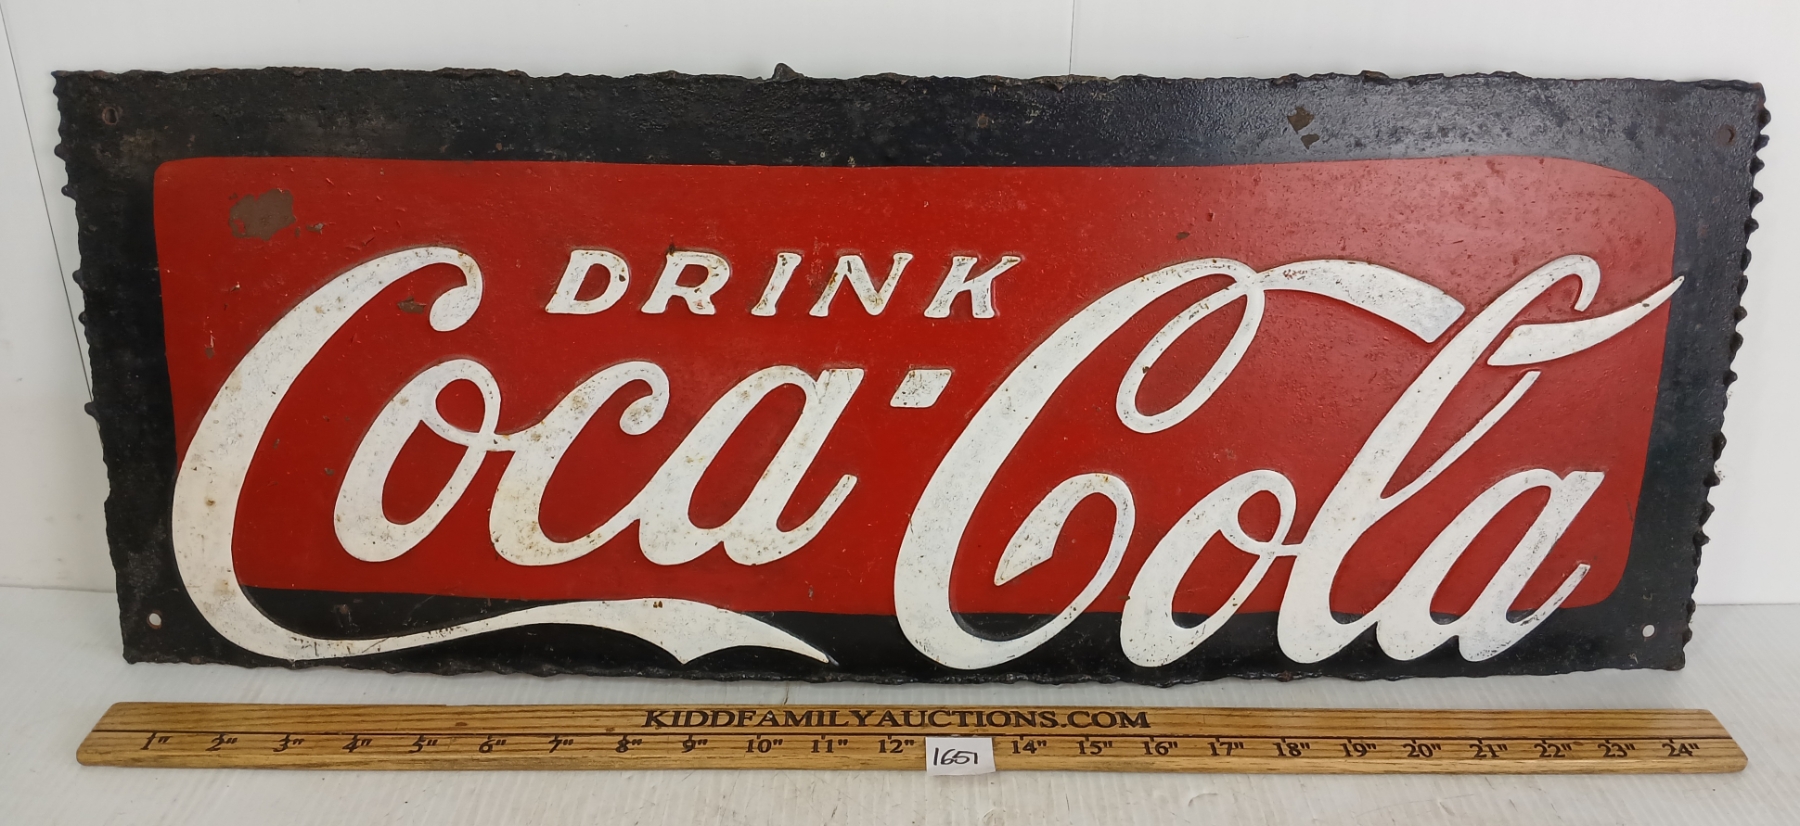 DRINK
Coca-Cola
KIDDFAMILYAUCTIONS.COM
1" 2" 3" 4" 5" 6" 7" 8" 9" 10" 11" 12" 14" 15" 16" 17" 18" 19" 20" 21" 22" 23" 24"
1651